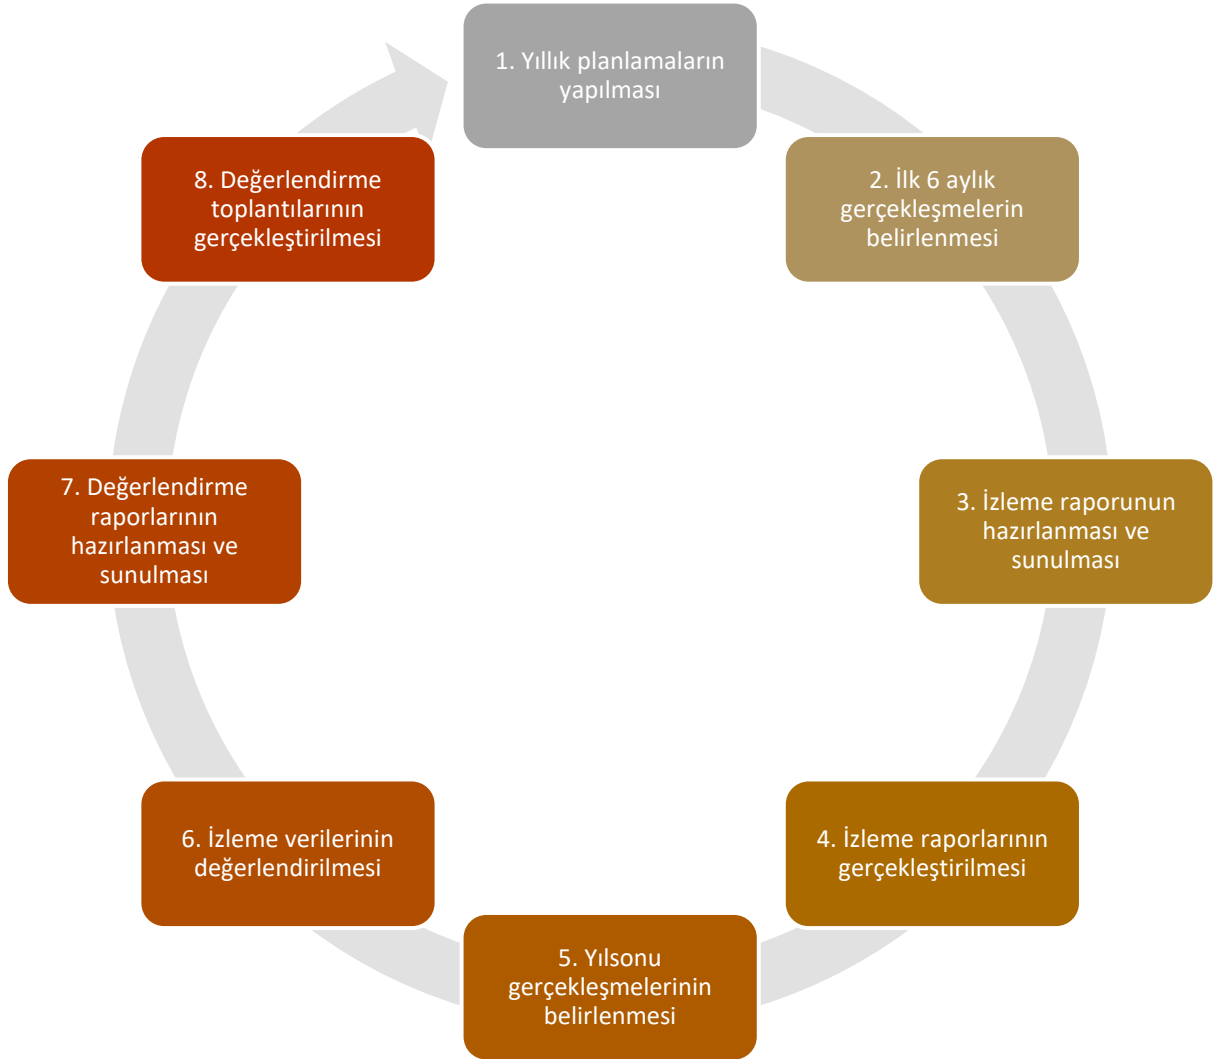 1. Yıllık planlamaların
yapılması
2. İlk 6 aylık
gerçekleşmelerin
belirlenmesi
3. İzleme raporunun
hazırlanması ve
sunulması
4. İzleme raporlarının
gerçekleştirilmesi
5. Yılsonu
gerçekleşmelerinin
belirlenmesi
6. İzleme verilerinin
değerlendirilmesi
7. Değerlendirme
raporlarının
hazırlanması ve
sunulması
8. Değerlendirme
toplantılarının
gerçekleştirilmesi